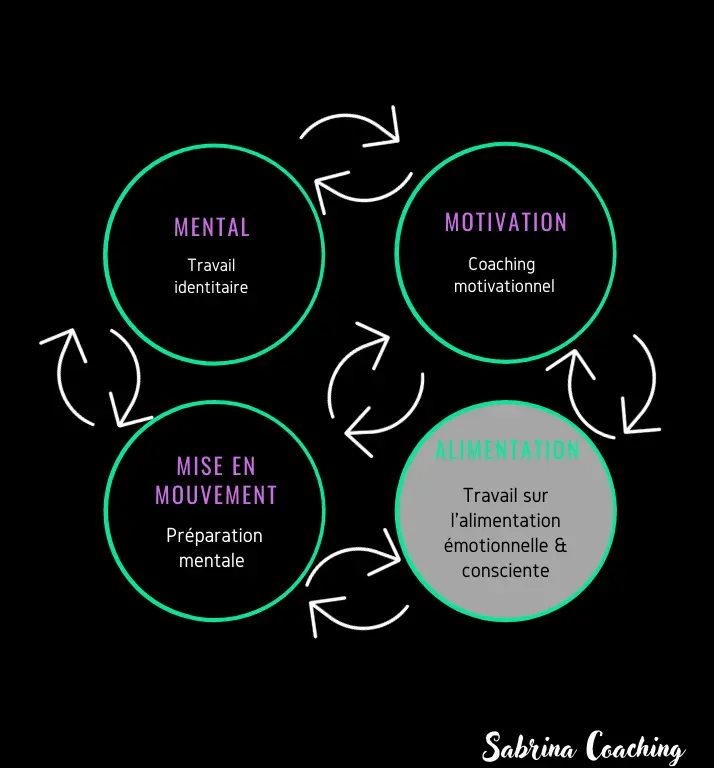 MENTAL
Travail
identitaire
MOTIVATION
Coaching
motivationnel
MISE EN
MOUVEMENT
Préparation
mentale
ALIMENTATION
Travail sur
l’alimentation
émotionnelle &
consciente
Sabrina Coaching